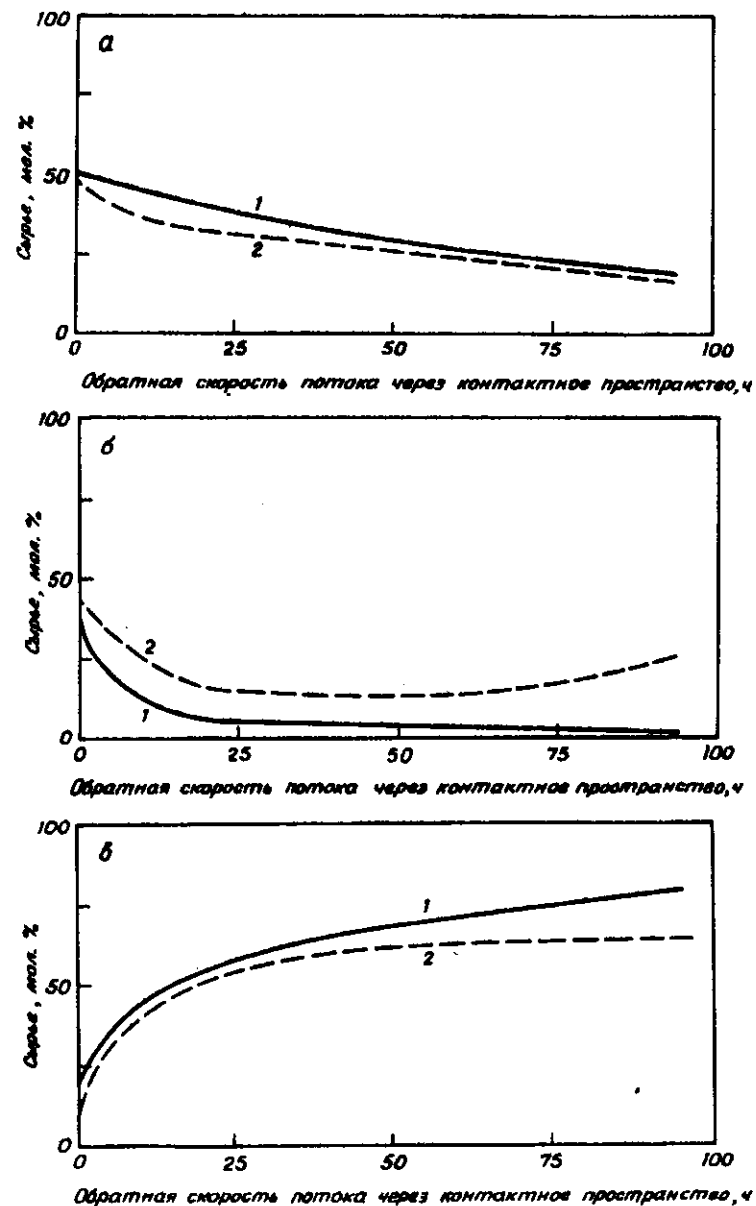 100
а
Сырье, мол. %
50
1
2
0
0 25 50 75 100
Обратная скорость потока через контактное пространство, ч
100
б
Сырье, мол. %
50
2
1
0
0 25 50 75 100
Обратная скорость потока через контактное пространство, ч
100
в
Сырье, мол. %
50
1
2
0
0 25 50 75 100
Обратная скорость потока через контактное пространство, ч